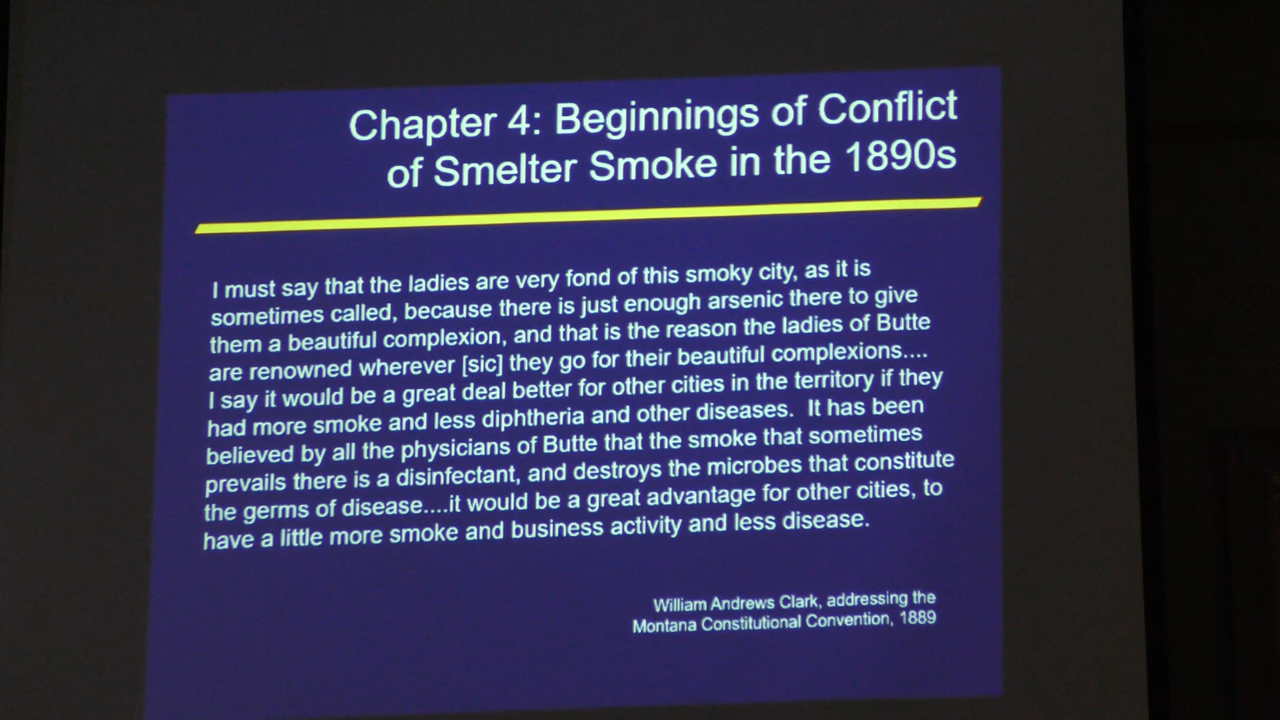 Chapter 4: Beginnings of Conflict
of Smelter Smoke in the 1890s
I must say that the ladies are very fond of this smoky city, as it is
sometimes called, because there is just enough arsenic there to give
them a beautiful complexion, and that is the reason the ladies of Butte
are renowned wherever [sic] they go for their beautiful complexions....
I say it would be a great deal better for other cities in the territory if they
had more smoke and less diphtheria and other diseases.  It has been
believed by all the physicians of Butte that the smoke that sometimes
prevails there is a disinfectant, and destroys the microbes that constitute
the germs of disease....it would be a great advantage for other cities, to
have a little more smoke and business activity and less disease.
William Andrews Clark, addressing the
Montana Constitutional Convention, 1889